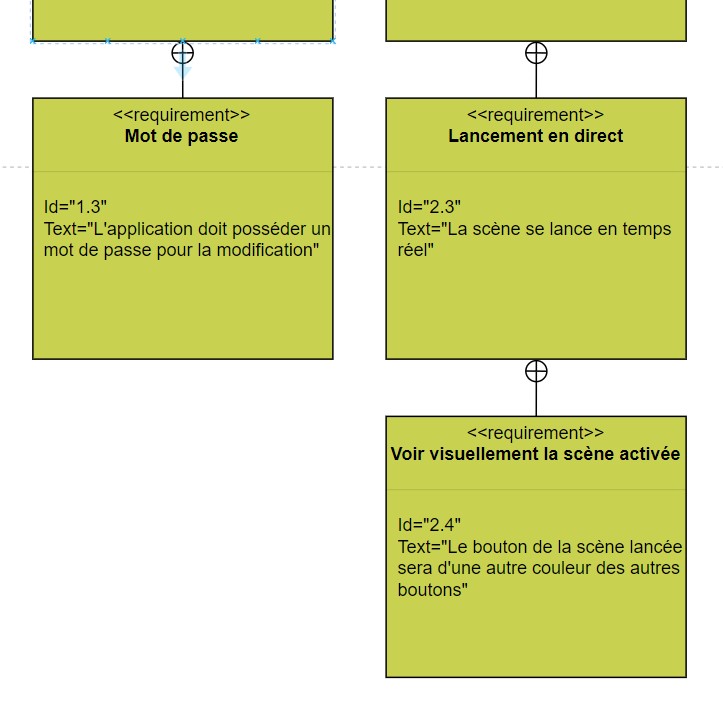 <<requirement>>
Mot de passe
Id="1.3"
Text="L'application doit posséder un
mot de passe pour la modification"
<<requirement>>
Lancement en direct
Id="2.3"
Text="La scène se lance en temps
réel"
<<requirement>>
Voir visuellement la scène activée
Id="2.4"
Text="Le bouton de la scène lancée
sera d'une autre couleur des autres
boutons"